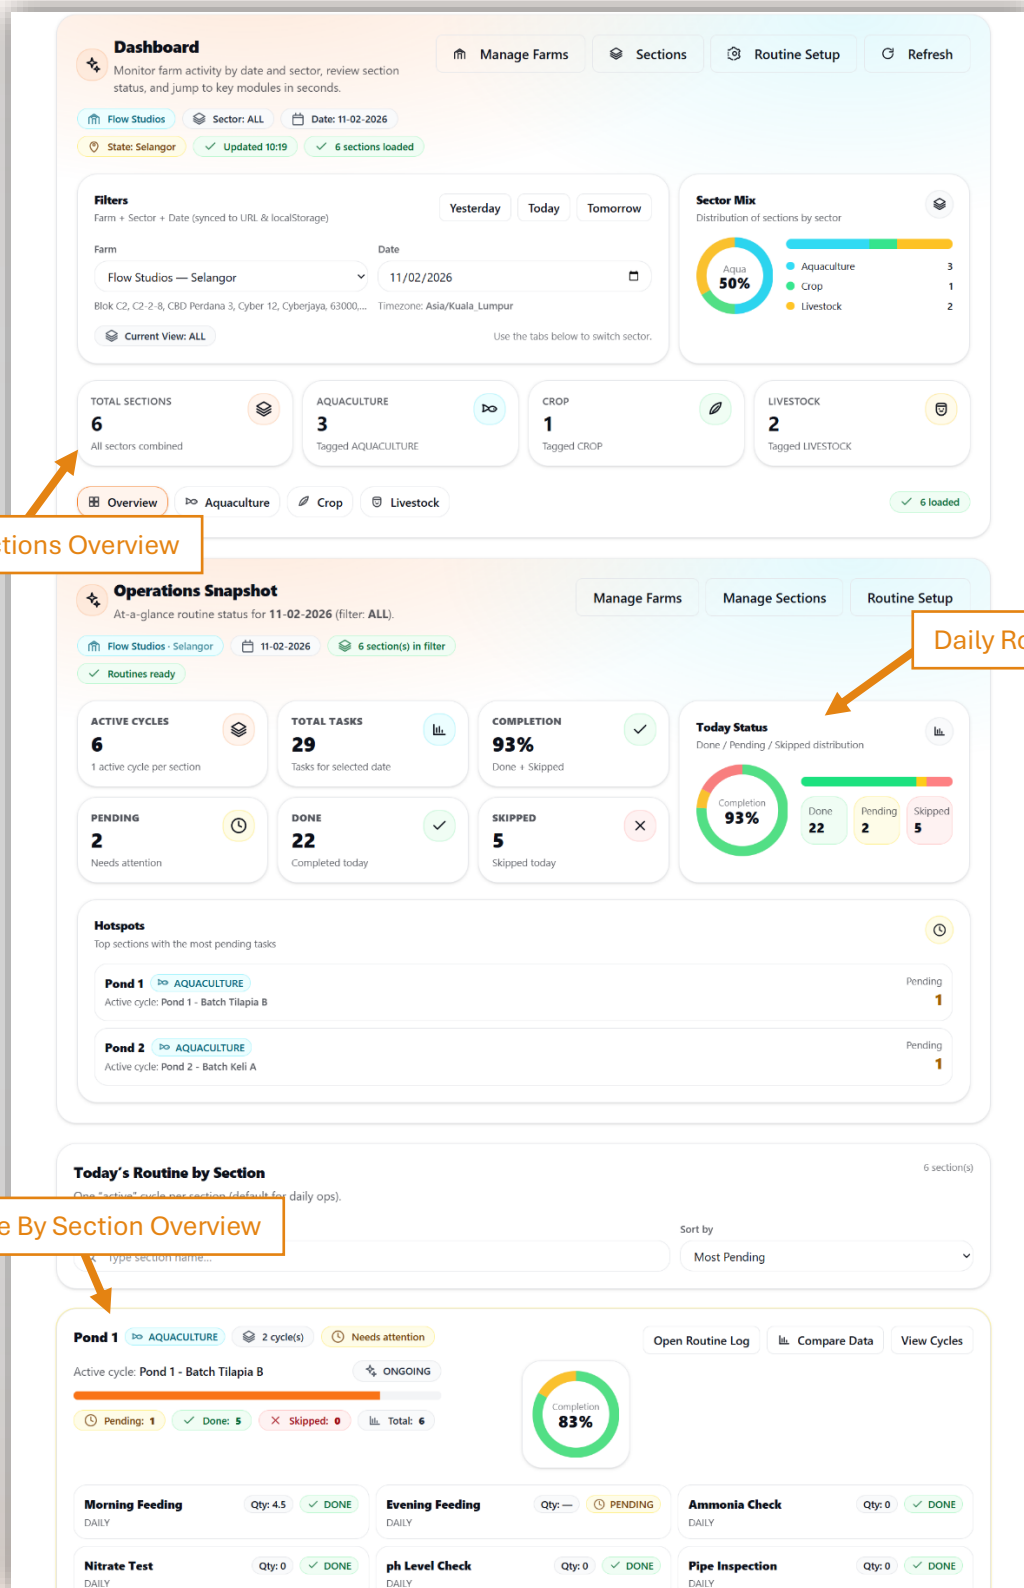 Dashboard
Monitor farm activity by date and sector, review section
status, and jump to key modules in seconds.
Manage Farms
Sections
Routine Setup
Refresh
Flow Studios
Sector: ALL
Date: 11-02-2026
State: Selangor
Updated 10:19
6 sections loaded
Filters
Farm + Sector + Date (synced to URL & localStorage)
Yesterday
Today
Tomorrow
Farm
Flow Studios — Selangor
Blok C2, C2-2-8, CBD Perdana 3, Cyber 12, Cyberjaya, 63000,...
Date
11/02/2026
Timezone: Asia/Kuala_Lumpur
Current View: ALL
Use the tabs below to switch sector.
Sector Mix
Distribution of sections by sector
Aqua
50%
Aquaculture 3
Crop 1
Livestock 2
TOTAL SECTIONS
6
All sectors combined
AQUACULTURE
3
Tagged AQUACULTURE
CROP
1
Tagged CROP
LIVESTOCK
2
Tagged LIVESTOCK
Overview
Aquaculture
Crop
Livestock
6 loaded
ctions Overview
Operations Snapshot
At-a-glance routine status for 11-02-2026 (filter: ALL).
Manage Farms
Manage Sections
Routine Setup
Flow Studios · Selangor
11-02-2026
6 section(s) in filter
Routines ready
Daily Ro
ACTIVE CYCLES
6
1 active cycle per section
TOTAL TASKS
29
Tasks for selected date
COMPLETION
93%
Done + Skipped
PENDING
2
Needs attention
DONE
22
Completed today
SKIPPED
5
Skipped today
Today Status
Done / Pending / Skipped distribution
Completion
93%
Done
22
Pending
2
Skipped
5
Hotspots
Top sections with the most pending tasks
Pond 1 AQUACULTURE
Active cycle: Pond 1 - Batch Tilapia B
Pending
1
Pond 2 AQUACULTURE
Active cycle: Pond 2 - Batch Keli A
Pending
1
Today's Routine by Section
6 section(s)
One "active" cycle per section (default for daily ops).
e By Section Overview
Type section name...
Sort by
Most Pending
Pond 1 AQUACULTURE 2 cycle(s) Needs attention
Open Routine Log
Compare Data
View Cycles
Active cycle: Pond 1 - Batch Tilapia B
ONGOING
Pending: 1
Done: 5
Skipped: 0
Total: 6
Completion
83%
Morning Feeding Qty: 4.5 DONE
DAILY
Evening Feeding Qty: — PENDING
DAILY
Ammonia Check Qty: 0 DONE
DAILY
Nitrate Test Qty: 0 DONE
DAILY
ph Level Check Qty: 0 DONE
DAILY
Pipe Inspection Qty: 0 DONE
DAILY